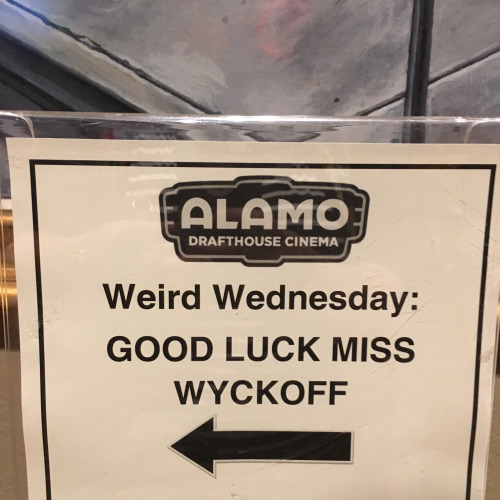 ALAMO
DRAFTHOUSE CINEMA
Weird Wednesday:
GOOD LUCK MISS
WYCKOFF